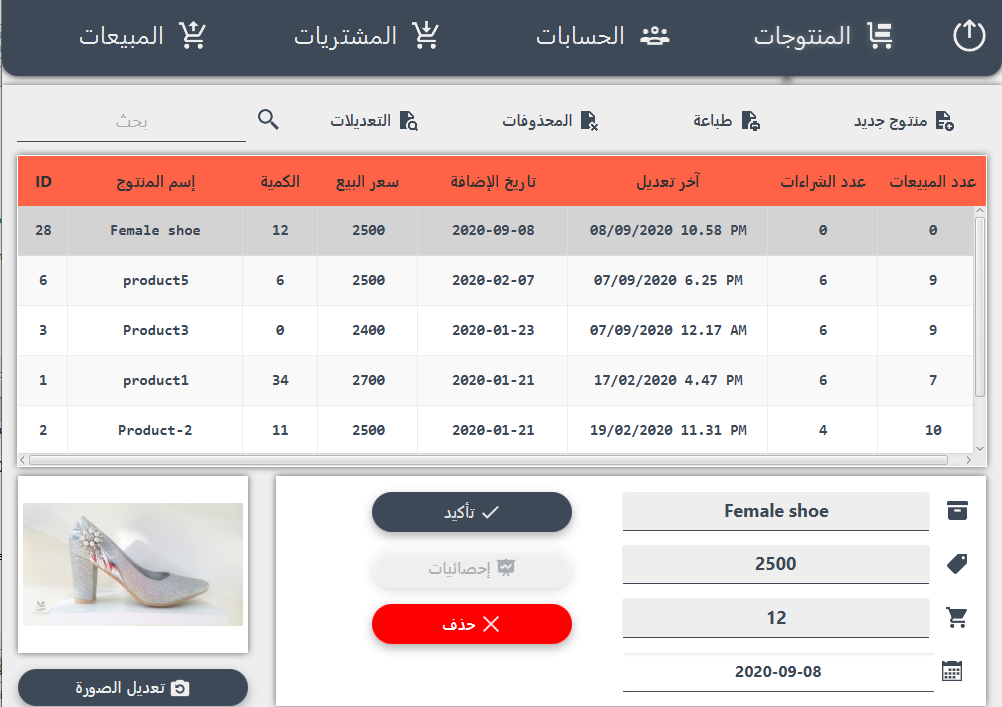 المنتوجات الحسابات المشتريات المبيعات
منتوج جديد طباعة المحذوفات التعديلات بحث
عدد المبيعات عدد الشراءات آخر تعديل تاريخ الإضافة سعر البيع الكمية إسم المنتوج ID
28 Female shoe 12 2500 2020-09-08 08/09/2020 10.58 PM 0 0
6 product5 6 2500 2020-02-07 07/09/2020 6.25 PM 6 9
3 Product3 0 2400 2020-01-23 07/09/2020 12.17 AM 6 9
1 product1 34 2700 2020-01-21 17/02/2020 4.47 PM 6 7
2 Product-2 11 2500 2020-01-21 19/02/2020 11.31 PM 4 10
Female shoe
2500
12
2020-09-08
تأكيد
إحصائيات
حذف
تعديل الصورة